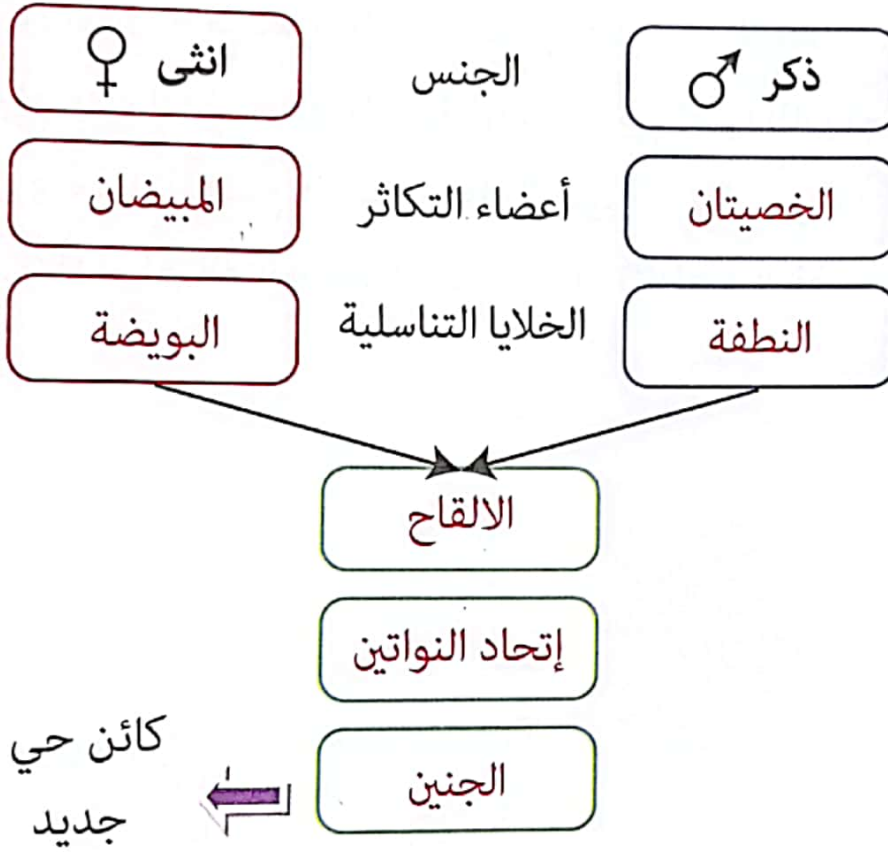 ذكر ♂ الجنس انثى ♀
الخصيتان أعضاء التكاثر المبيضان
النطفة الخلايا التناسلية البويضة
الالقاح
إتحاد النواتين
الجنين
كائن حي
جديد